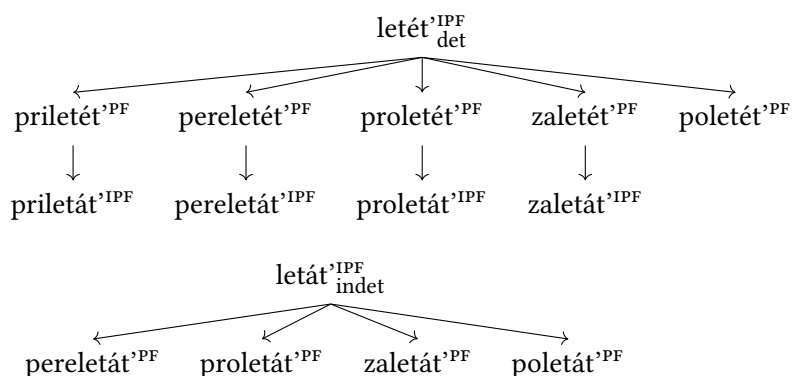 letét’IPF det
priletét’PF pereletét’PF proletét’PF zaletét’PF poletét’PF
priletát’IPF pereletát’IPF proletát’IPF zaletát’IPF
letát’IPF indet
pereletát’PF proletát’PF zaletát’PF poletát’PF